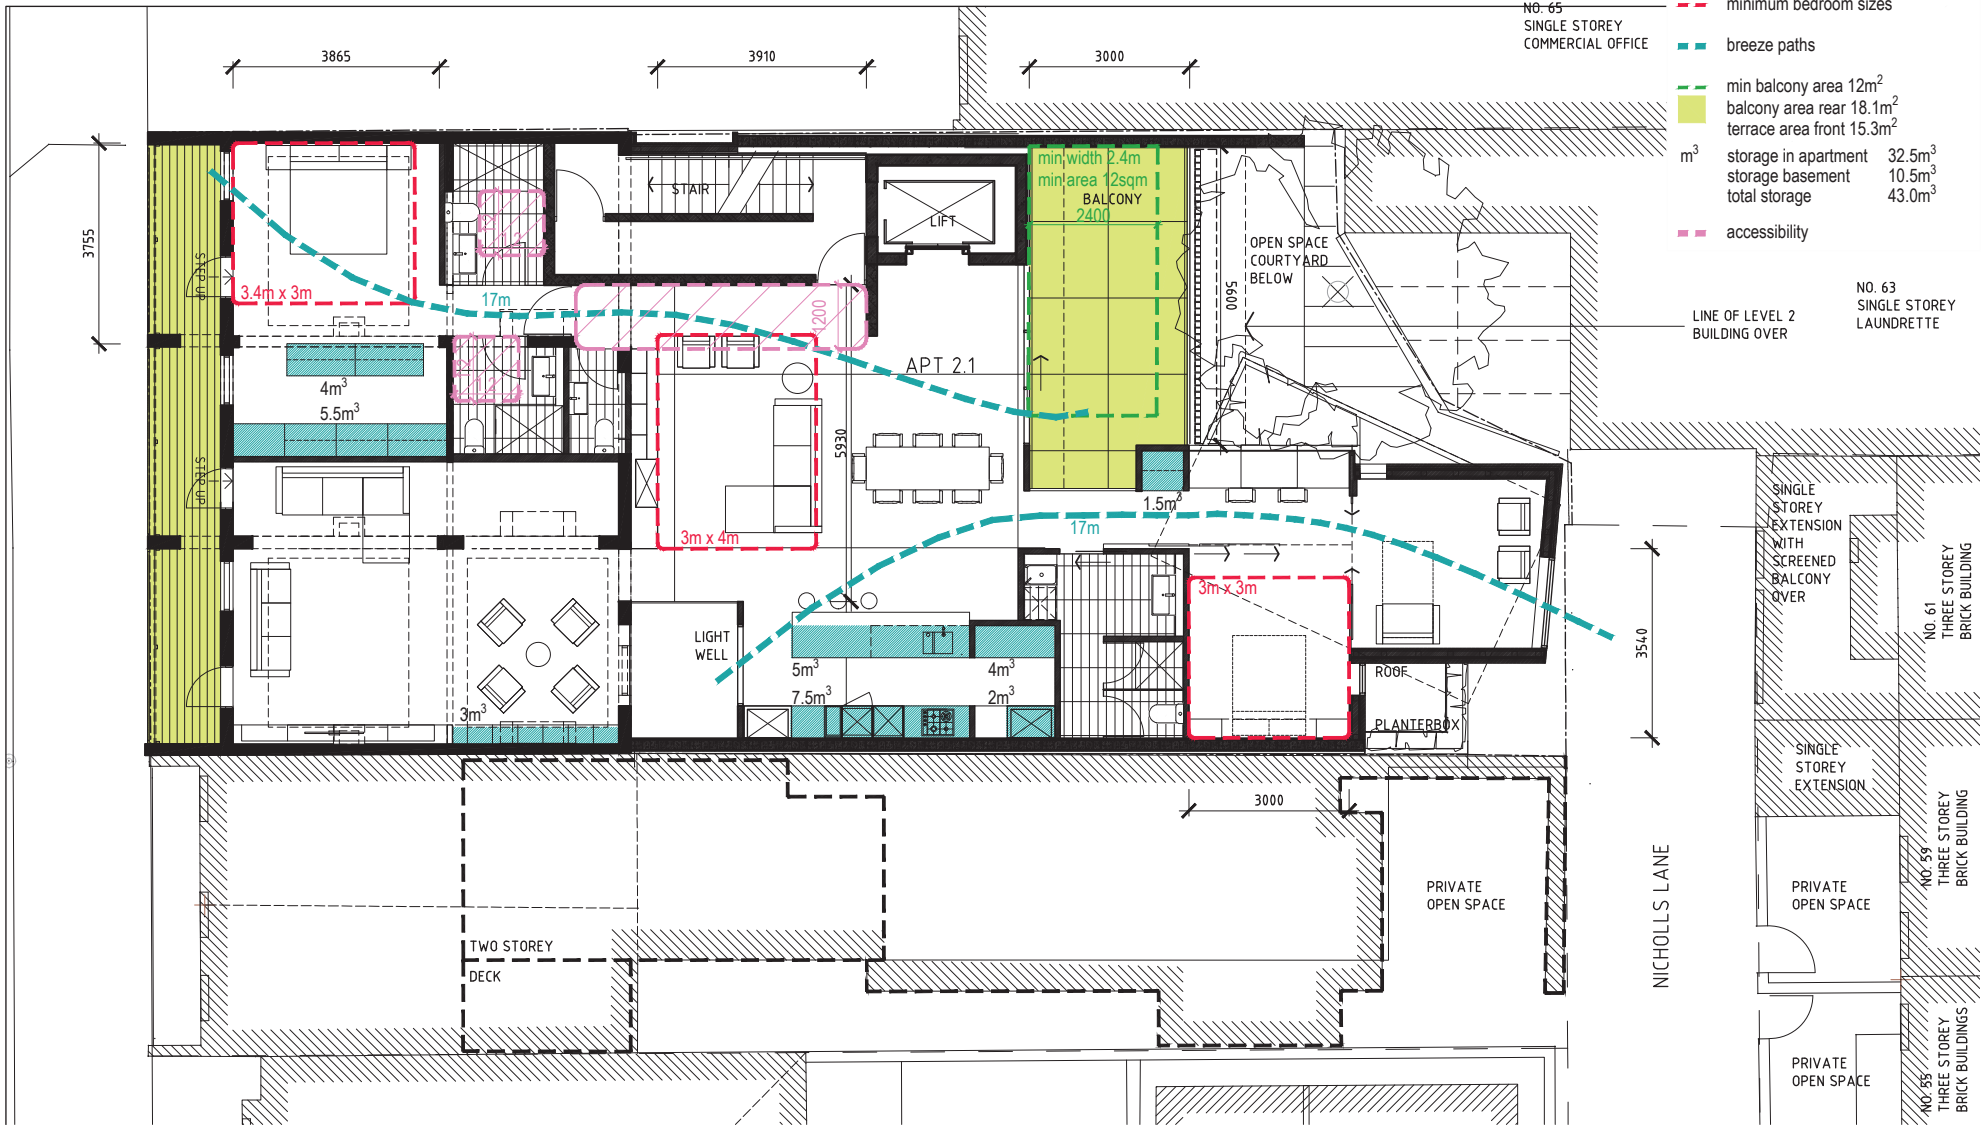 NO. 65
SINGLE STOREY
COMMERCIAL OFFICE
minimum bedroom sizes
breeze paths
min balcony area 12m²
balcony area rear 18.1m²
terrace area front 15.3m²
m³ storage in apartment 32.5m³
storage basement 10.5m³
total storage 43.0m³
accessibility
3865
3910
3000
3755
STEP UP
3.4m x 3m
STAIR
LIFT
min width 2.4m
min area 12sqm
BALCONY
2400
OPEN SPACE
COURTYARD
BELOW
5600
NO. 63
SINGLE STOREY
LAUNDRETTE
LINE OF LEVEL 2
BUILDING OVER
17m
1200
APT 2.1
4m³
5.5m³
STEP UP
5930
3m x 4m
1.5m³
17m
3m x 3m
SINGLE
STOREY
EXTENSION
WITH
SCREENED
BALCONY
OVER
NO. 61
THREE STOREY
BRICK BUILDING
LIGHT
WELL
5m³
7.5m³
4m³
2m³
3m³
ROOF
PLANTERBOX
3540
SINGLE
STOREY
EXTENSION
3000
TWO STOREY
DECK
PRIVATE
OPEN SPACE
NICHOLLS LANE
PRIVATE
OPEN SPACE
NO. 59
THREE STOREY
BRICK BUILDING
PRIVATE
OPEN SPACE
NO. 55
THREE STOREY
BRICK BUILDINGS